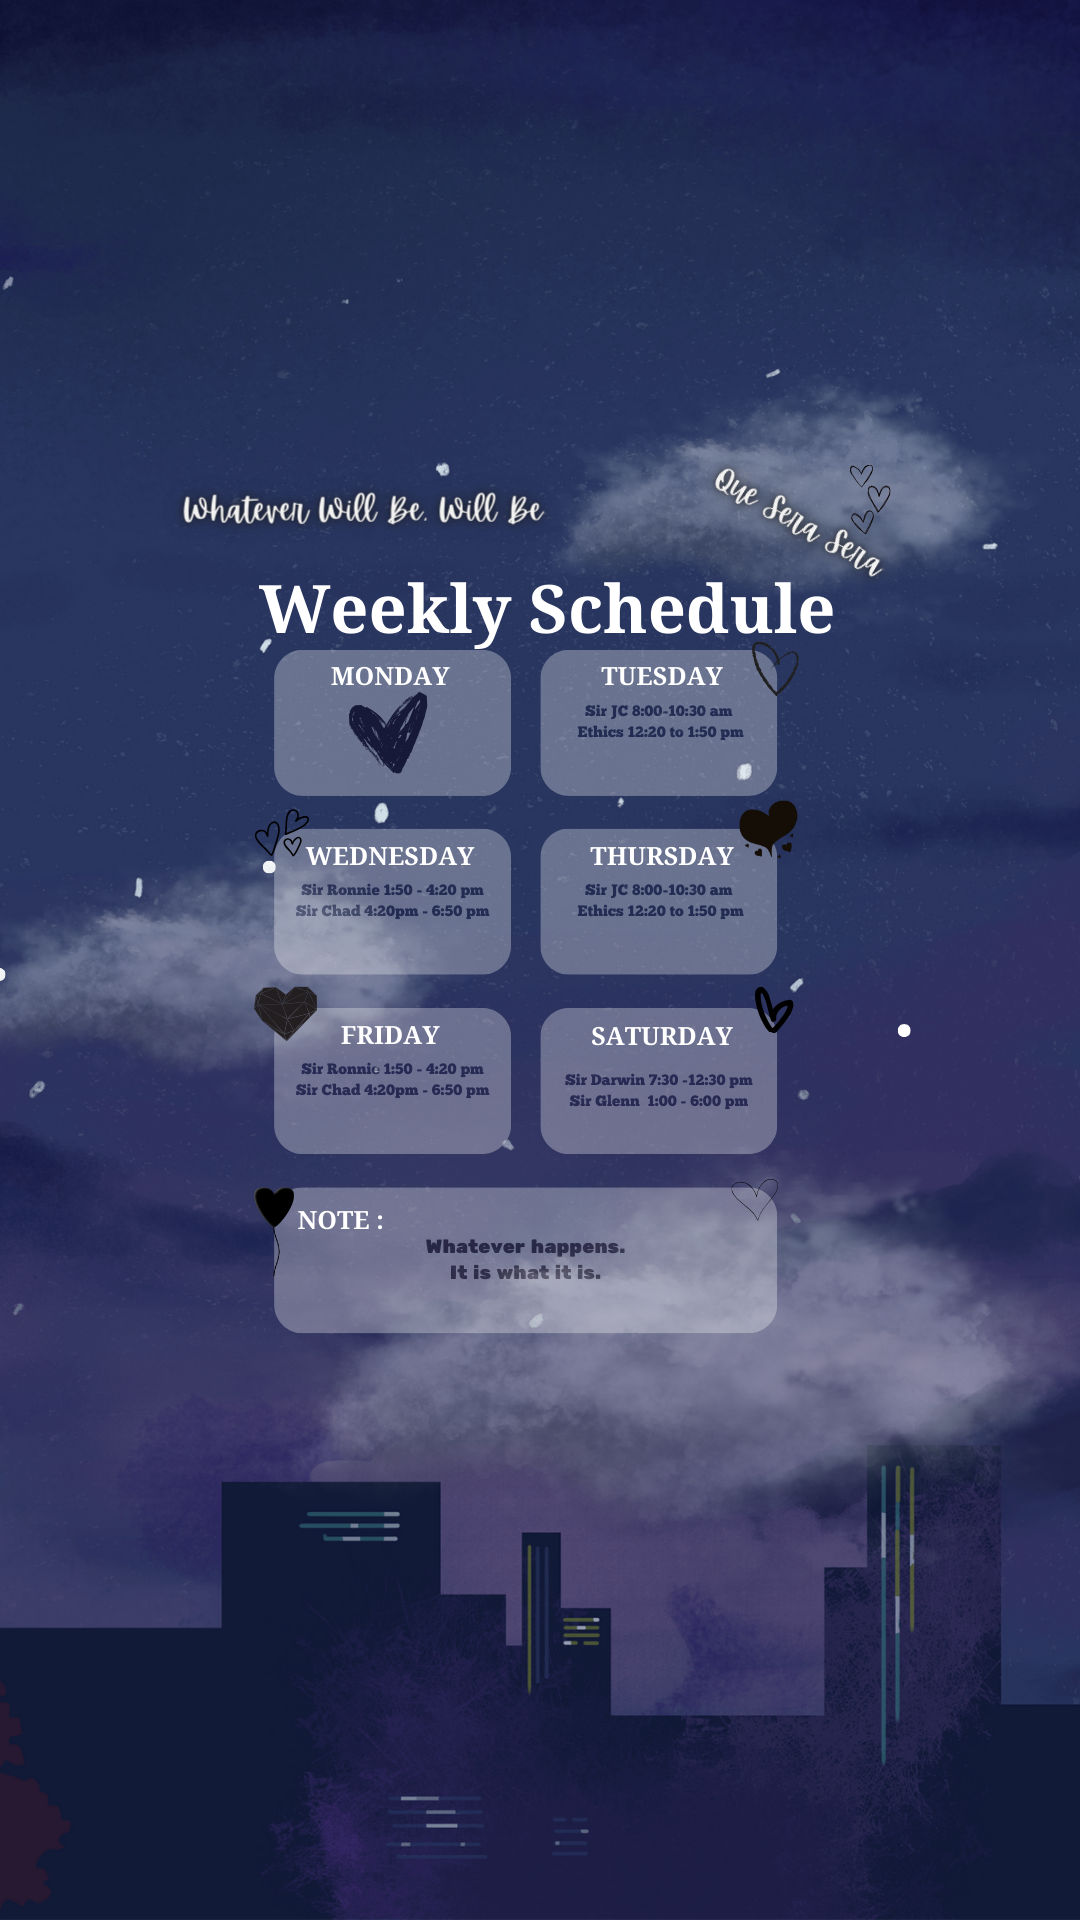 Whatever Will Be, Will Be
Que Sera Sera
Weekly Schedule
MONDAY
TUESDAY
Sir JC 8:00-10:30 am
Ethics 12:20 to 1:50 pm
WEDNESDAY
Sir Ronnie 1:50 - 4:20 pm
Sir Chad 4:20pm - 6:50 pm
THURSDAY
Sir JC 8:00-10:30 am
Ethics 12:20 to 1:50 pm
FRIDAY
Sir Ronnie 1:50 - 4:20 pm
Sir Chad 4:20pm - 6:50 pm
SATURDAY
Sir Darwin 7:30 -12:30 pm
Sir Glenn  1:00 - 6:00 pm
NOTE :
Whatever happens.
It is what it is.